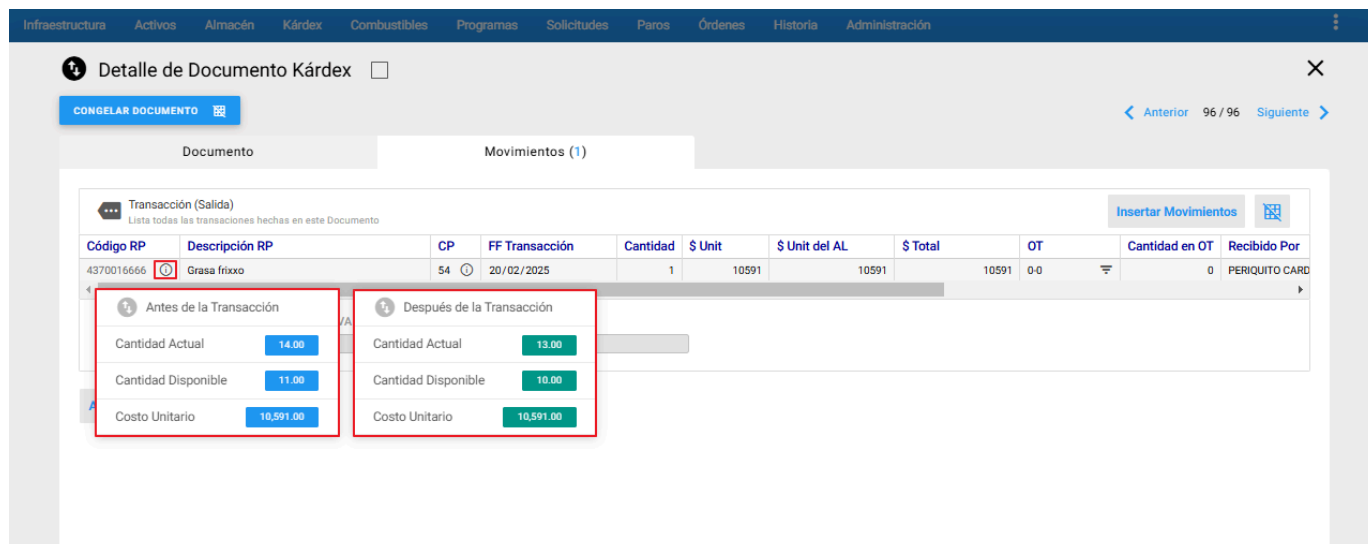 Infraestructura Activos Almacén Kárdex Combustibles Programas Solicitudes Paros Órdenes Historia Administración
Detalle de Documento Kárdex
CONGELAR DOCUMENTO
Anterior 96 / 96 Siguiente
Documento Movimientos (1)
Transacción (Salida)
Lista todas las transaciones hechas en este Documento
Insertar Movimientos
Código RP Descripción RP CP FF Transacción Cantidad $ Unit $ Unit del AL $ Total OT Cantidad en OT Recibido Por
4370016666 Grasa frixxo 54 20/02/2025 1 10591 10591 10591 0-0 0 PERIQUITO CARD
Antes de la Transacción
Cantidad Actual 14.00
Cantidad Disponible 11.00
Costo Unitario 10,591.00
Después de la Transacción
Cantidad Actual 13.00
Cantidad Disponible 10.00
Costo Unitario 10,591.00